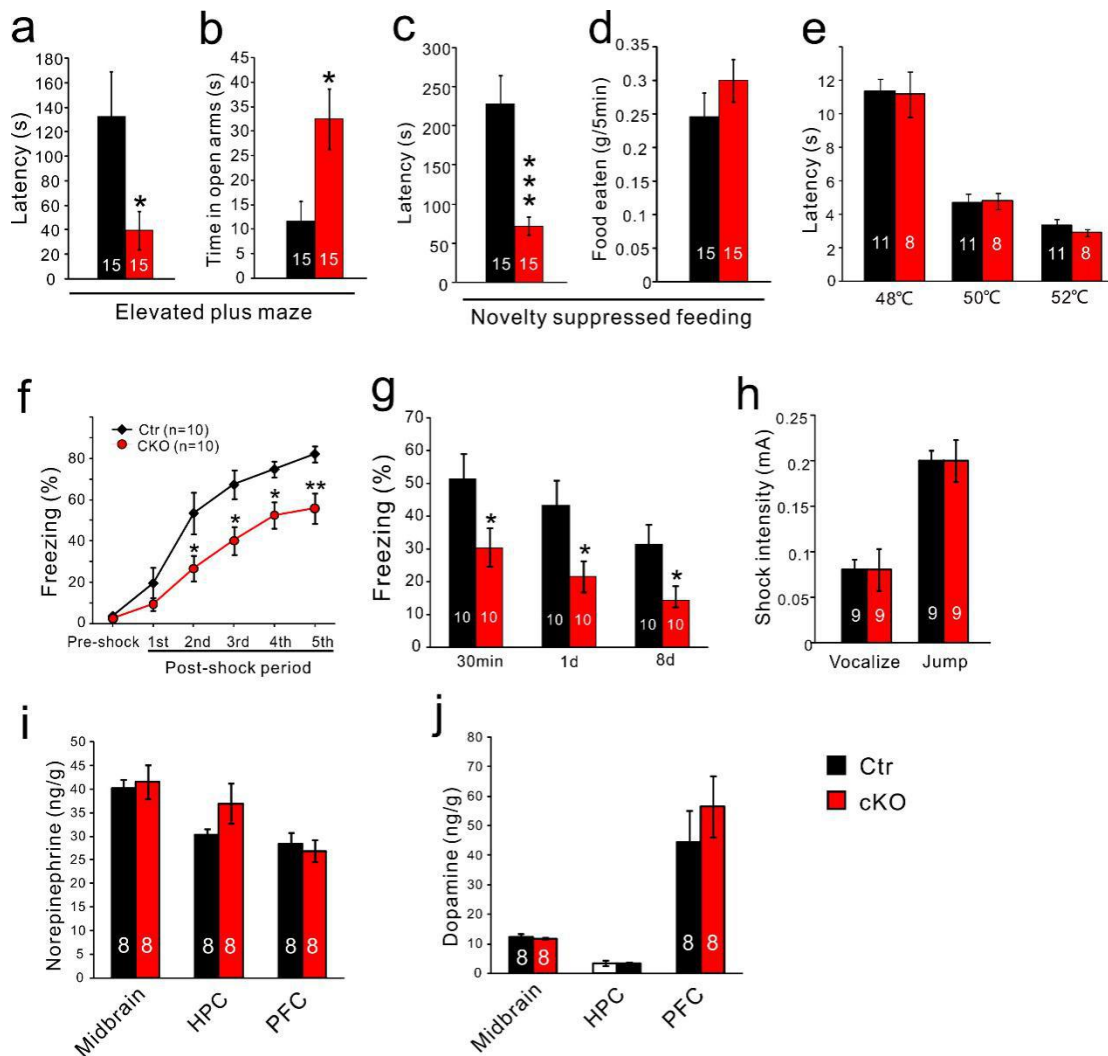 a
Latency (s)
180
160
140
120
100
80
60
40
20
0
*
15 15
b
Time in open arms (s)
45
40
35
30
25
20
15
10
5
0
*
15 15
Elevated plus maze
c
Latency (s)
300
250
200
150
100
50
0
***
15 15
d
Food eaten (g/5min)
0.35
0.3
0.25
0.2
0.15
0.1
0.05
0
15 15
Novelty suppressed feeding
e
Latency (s)
12
10
8
6
4
2
0
11 8 11 8 11 8
48℃ 50℃ 52℃
f
Freezing (%)
Ctr (n=10)
CKO (n=10)
80
60
40
20
0
* * * **
Pre-shock 1st 2nd 3rd 4th 5th
Post-shock period
g
Freezing (%)
70
60
50
40
30
20
10
0
* * *
10 10 10 10 10 10
30min 1d 8d
h
Shock intensity (mA)
0.25
0.2
0.15
0.1
0.05
0
9 9 9 9
Vocalize Jump
i
Norepinephrine (ng/g)
50
45
40
35
30
25
20
15
10
5
0
8 8 8 8 8 8
Midbrain HPC PFC
j
Dopamine (ng/g)
80
70
60
50
40
30
20
10
0
8 8 8 8
Midbrain HPC PFC
Ctr
cKO